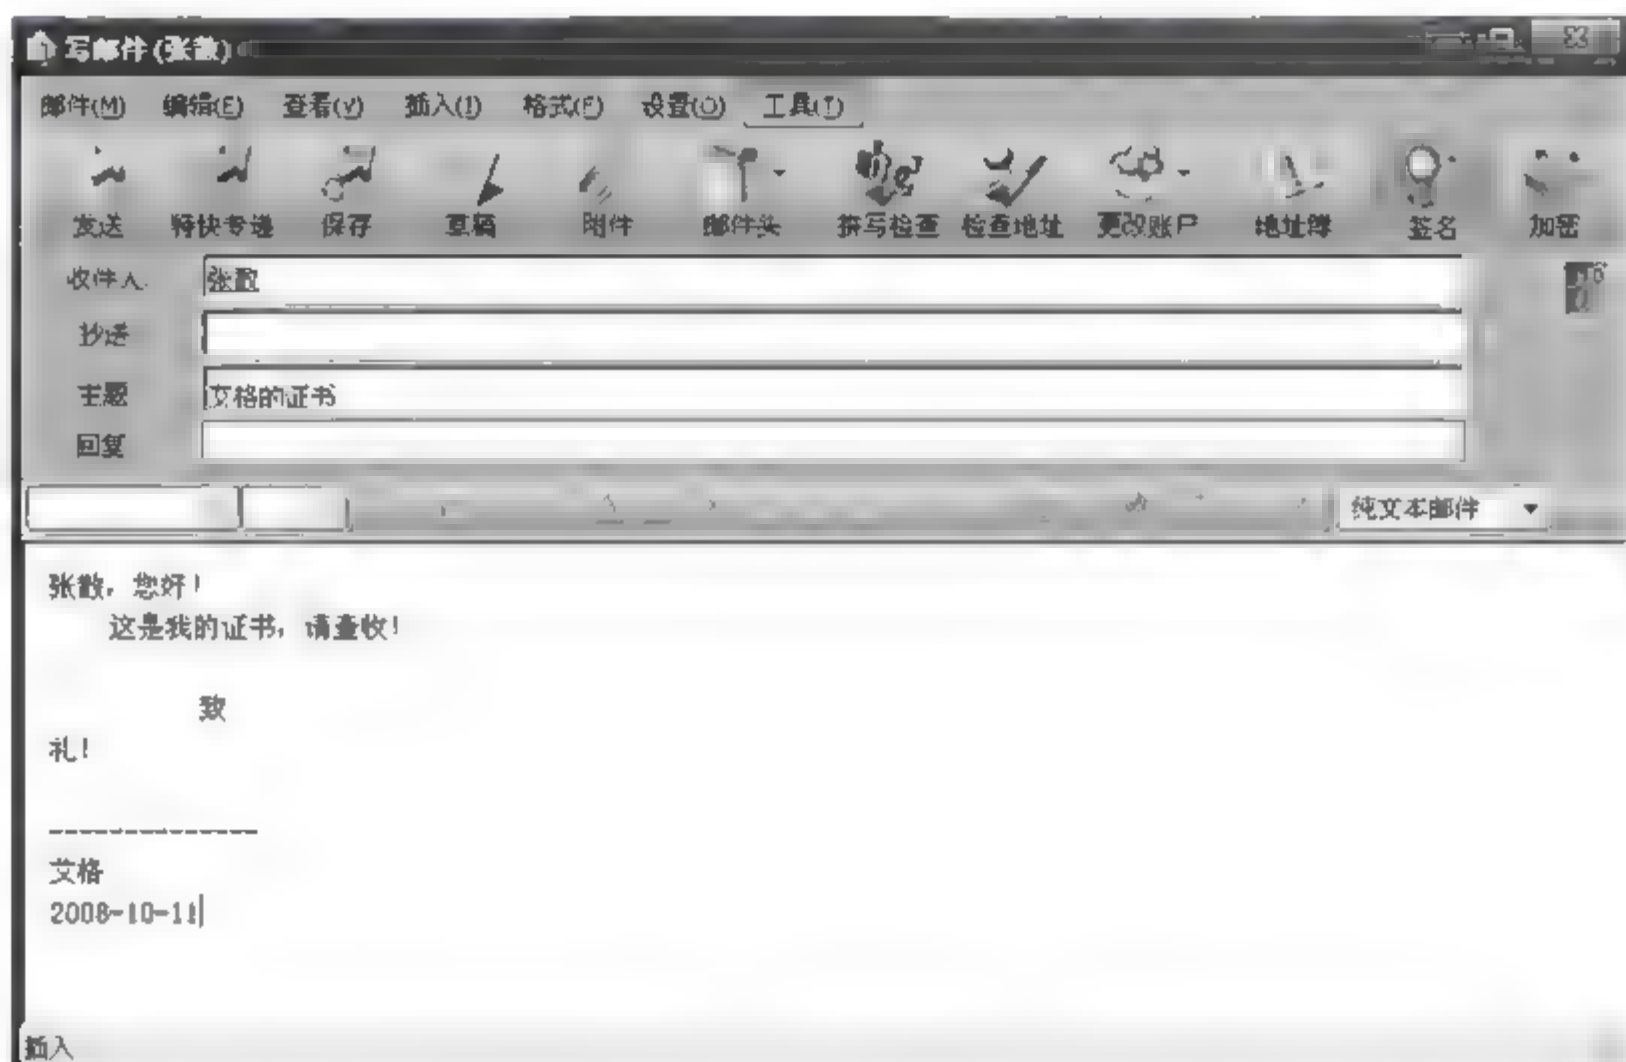 写邮件(张散)
邮件(M) 编辑(E) 查看(V) 插入(I) 格式(F) 设置(O) 工具(T)
发送 特快专递 保存 草稿 附件 邮件头 拼写检查 检查地址 更改账户 地址簿 签名 加密
收件人: 张散
抄送
主题 艾格的证书
回复
纯文本邮件
张散，您好！
这是我的证书，请查收！
致
礼！
--------------
艾格
2008-10-11
插入